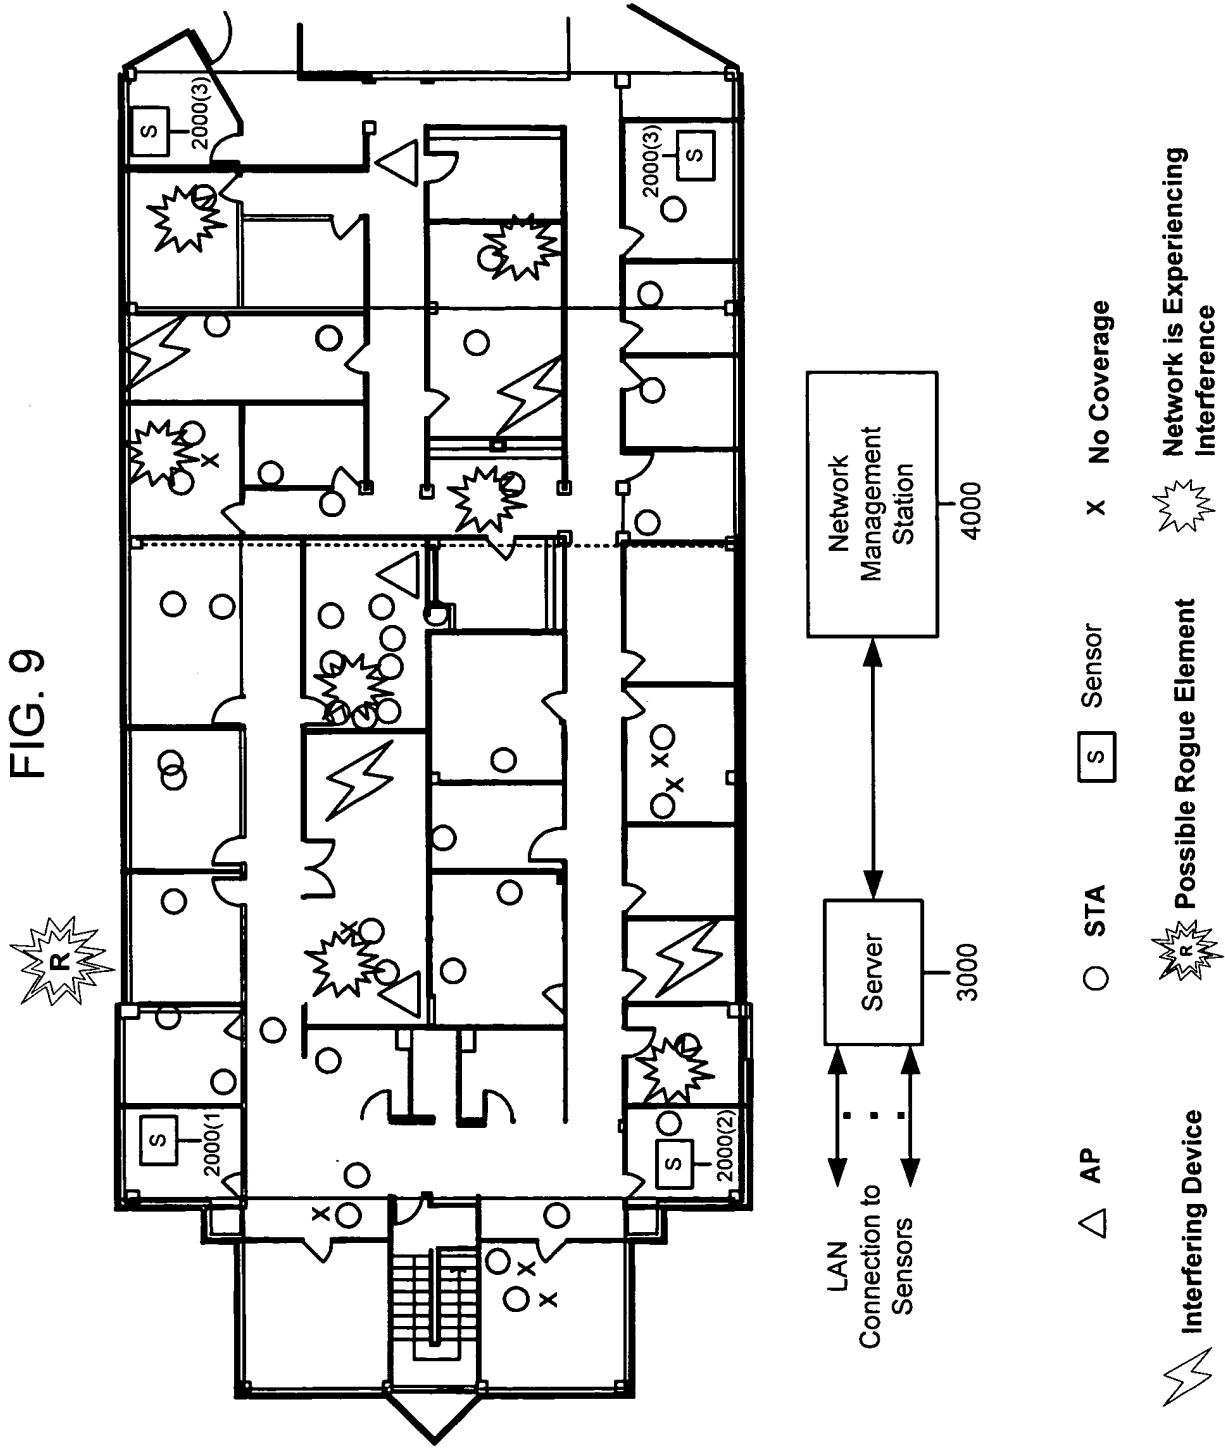 FIG. 9
R
S
2000(1
S
2000(3)
X
X
X
X
X
X
X
S
2000(2)
2000(3)
S
LAN
Connection to
Sensors
Server
3000
Network
Management
Station
4000
AP
STA
S
Sensor
X
No Coverage
Interfering Device
R
Possible Rogue Element
Network is Experiencing
Interference